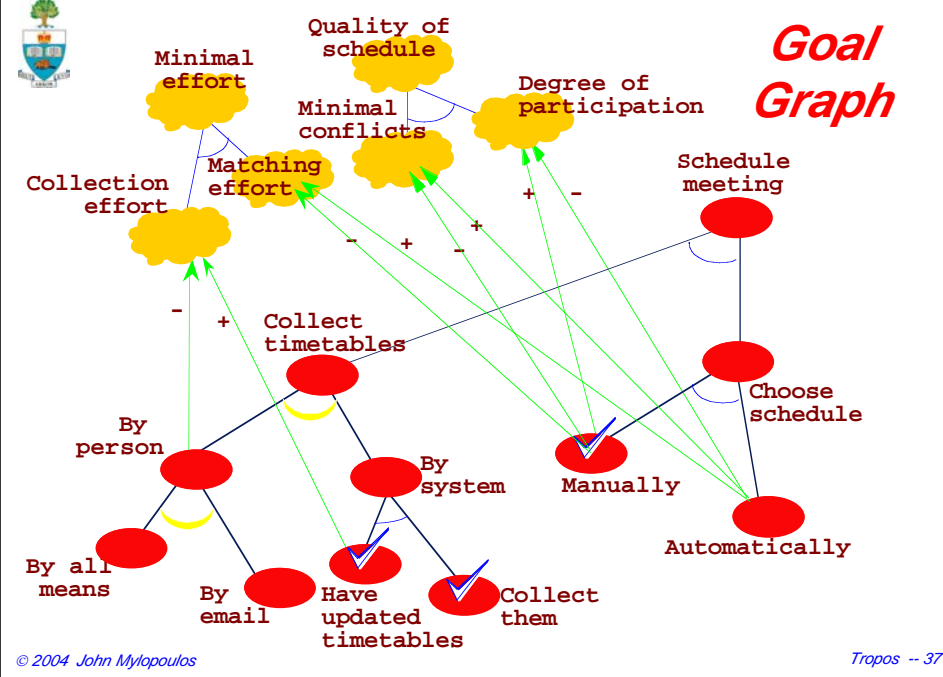 Goal
Graph
Quality of
schedule
Minimal
effort
Degree of
participation
Minimal
conflicts
Matching
effort
Schedule
meeting
Collection
effort
+
-
+
-
+
-
-
+
Collect
timetables
Choose
schedule
By
person
By
system
Manually
Automatically
By all
means
By
email
Have
updated
timetables
Collect
them
© 2004 John Mylopoulos
Tropos -- 37